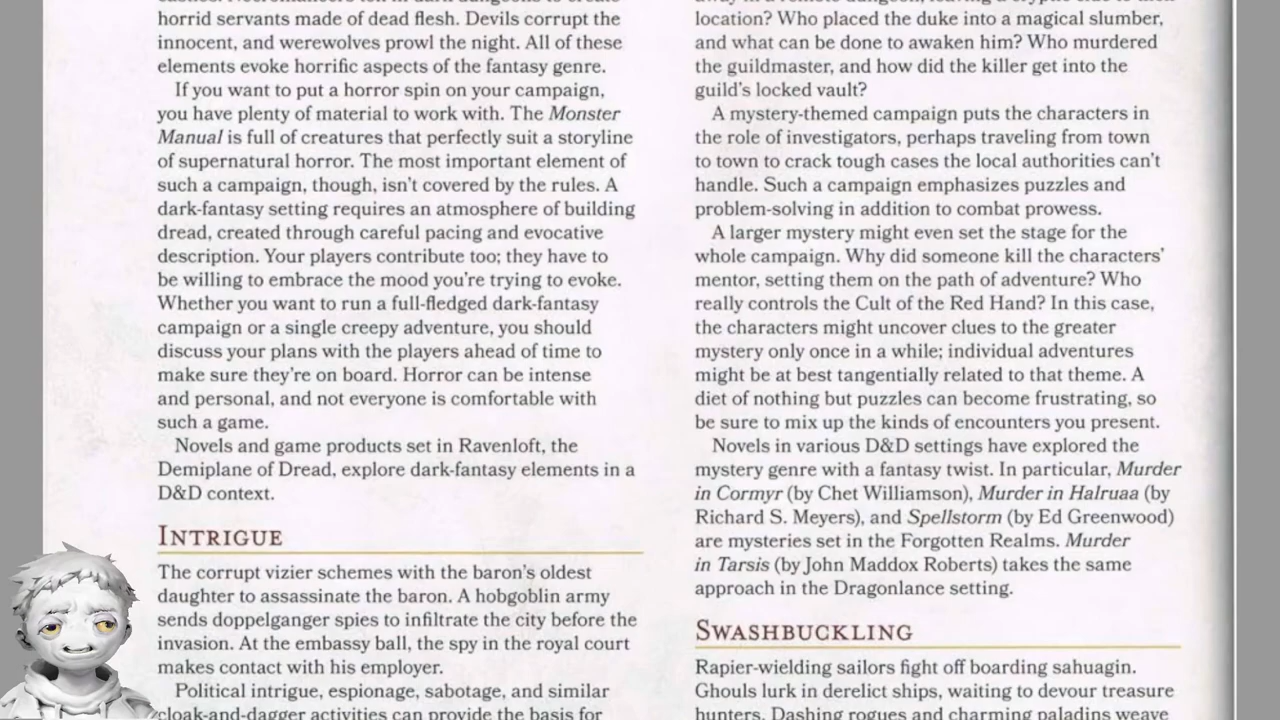 horrid servants made of dead flesh. Devils corrupt the
innocent, and werewolves prowl the night. All of these
elements evoke horrific aspects of the fantasy genre.
If you want to put a horror spin on your campaign,
you have plenty of material to work with. The Monster
Manual is full of creatures that perfectly suit a storyline
of supernatural horror. The most important element of
such a campaign, though, isn't covered by the rules. A
dark-fantasy setting requires an atmosphere of building
dread, created through careful pacing and evocative
description. Your players contribute too; they have to
be willing to embrace the mood you're trying to evoke.
Whether you want to run a full-fledged dark-fantasy
campaign or a single creepy adventure, you should
discuss your plans with the players ahead of time to
make sure they're on board. Horror can be intense
and personal, and not everyone is comfortable with
such a game.
Novels and game products set in Ravenloft, the
Demiplane of Dread, explore dark-fantasy elements in a
D&D context.
INTRIGUE
The corrupt vizier schemes with the baron's oldest
daughter to assassinate the baron. A hobgoblin army
sends doppelganger spies to infiltrate the city before the
invasion. At the embassy ball, the spy in the royal court
makes contact with his employer.
Political intrigue, espionage, sabotage, and similar
cloak-and-dagger activities can provide the basis for
location? Who placed the duke into a magical slumber,
and what can be done to awaken him? Who murdered
the guildmaster, and how did the killer get into the
guild's locked vault?
A mystery-themed campaign puts the characters in
the role of investigators, perhaps traveling from town
to town to crack tough cases the local authorities can't
handle. Such a campaign emphasizes puzzles and
problem-solving in addition to combat prowess.
A larger mystery might even set the stage for the
whole campaign. Why did someone kill the characters'
mentor, setting them on the path of adventure? Who
really controls the Cult of the Red Hand? In this case,
the characters might uncover clues to the greater
mystery only once in a while; individual adventures
might be at best tangentially related to that theme. A
diet of nothing but puzzles can become frustrating, so
be sure to mix up the kinds of encounters you present.
Novels in various D&D settings have explored the
mystery genre with a fantasy twist. In particular, Murder
in Cormyr (by Chet Williamson), Murder in Halruaa (by
Richard S. Meyers), and Spellstorm (by Ed Greenwood)
are mysteries set in the Forgotten Realms. Murder
in Tarsis (by John Maddox Roberts) takes the same
approach in the Dragonlance setting.
SWASHBUCKLING
Rapier-wielding sailors fight off boarding sahuagin.
Ghouls lurk in derelict ships, waiting to devour treasure
hunters. Dashing rogues and charming paladins weave